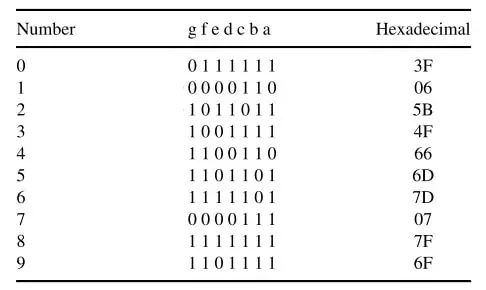 Number g f e d c b a Hexadecimal
0 0 1 1 1 1 1 1 3F
1 0 0 0 0 1 1 0 06
2 1 0 1 1 0 1 1 5B
3 1 0 0 1 1 1 1 4F
4 1 1 0 0 1 1 0 66
5 1 1 0 1 1 0 1 6D
6 1 1 1 1 1 0 1 7D
7 0 0 0 0 1 1 1 07
8 1 1 1 1 1 1 1 7F
9 1 1 0 1 1 1 1 6F